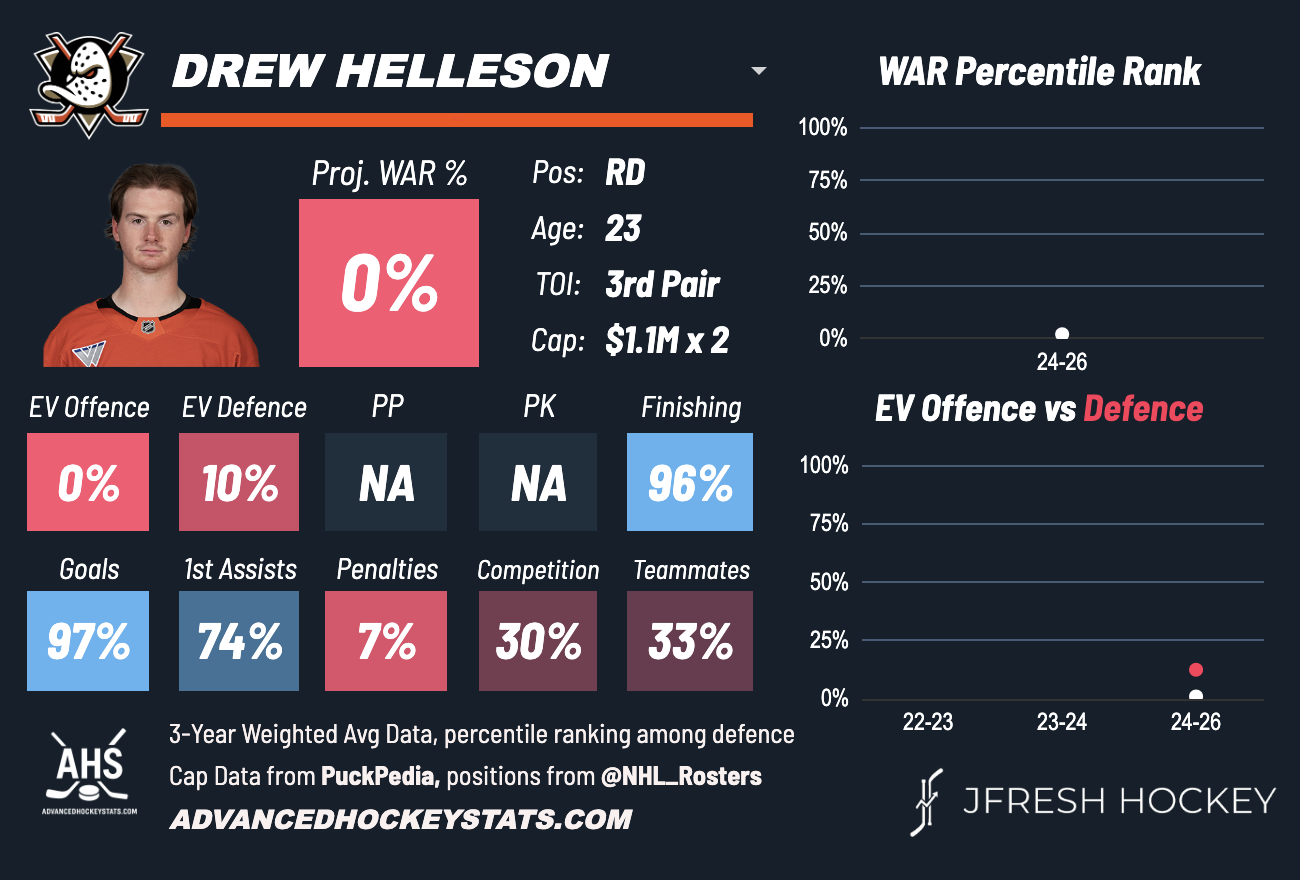 DREW HELLESON
WAR Percentile Rank
Proj. WAR %
0%
Pos: RD
Age: 23
TOI: 3rd Pair
Cap: $1.1M x 2
100%
75%
50%
25%
0%
24-26
EV Offence EV Defence PP PK Finishing
0% 10% NA NA 96%
Goals 1st Assists Penalties Competition Teammates
97% 74% 7% 30% 33%
EV Offence vs Defence
100%
75%
50%
25%
0%
22-23 23-24 24-26
3-Year Weighted Avg Data, percentile ranking among defence
Cap Data from PuckPedia, positions from @NHL_Rosters
ADVANCEDHOCKEYSTATS.COM
AHS
ADVANCEDHOCKEYSTATS.COM
JFRESH HOCKEY